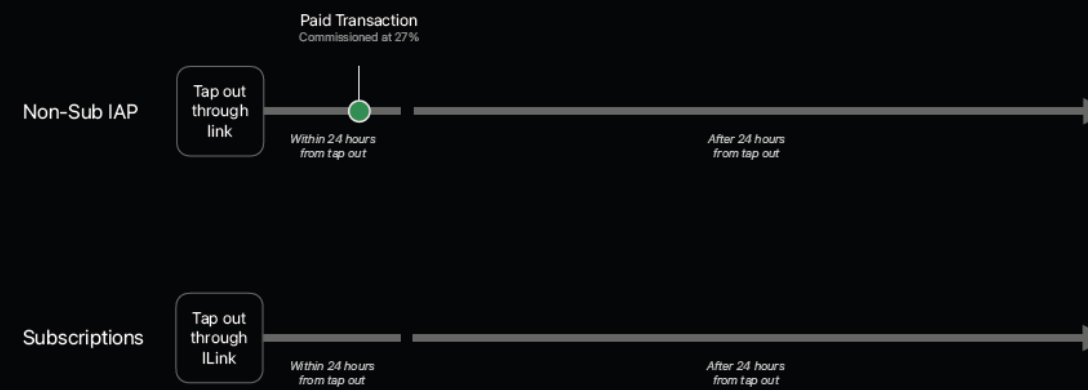 Paid Transaction
Commissioned at 27%
Non-Sub IAP
Tap out
through
link
Within 24 hours
from tap out
After 24 hours
from tap out
Subscriptions
Tap out
through
ILink
Within 24 hours
from tap out
After 24 hours
from tap out